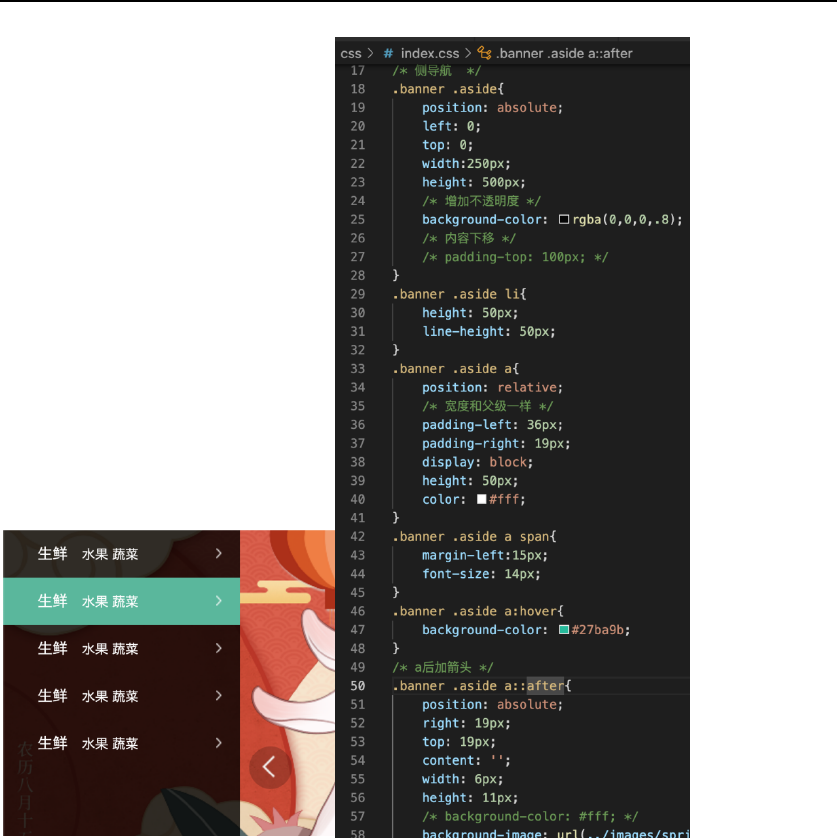 css > # index.css > .banner .aside a::after
17 /* 侧导航 */
18 .banner .aside{
19 position: absolute;
20 left: 0;
21 top: 0;
22 width:250px;
23 height: 500px;
24 /* 增加不透明度 */
25 background-color: rgba(0,0,0,.8);
26 /* 内容下移 */
27 /* padding-top: 100px; */
28 }
29 .banner .aside li{
30 height: 50px;
31 line-height: 50px;
32 }
33 .banner .aside a{
34 position: relative;
35 /* 宽度和父级一样 */
36 padding-left: 36px;
37 padding-right: 19px;
38 display: block;
39 height: 50px;
40 color: #fff;
41 }
42 .banner .aside a span{
43 margin-left:15px;
44 font-size: 14px;
45 }
46 .banner .aside a:hover{
47 background-color: #27ba9b;
48 }
49 /* a后加箭头 */
50 .banner .aside a::after{
51 position: absolute;
52 right: 19px;
53 top: 19px;
54 content: '';
55 width: 6px;
56 height: 11px;
57 /* background-color: #fff; */
58 background-image: url(../images/spri
生鲜 水果 蔬菜 >
生鲜 水果 蔬菜 >
生鲜 水果 蔬菜 >
生鲜 水果 蔬菜 >
生鲜 水果 蔬菜 >
农历八月十